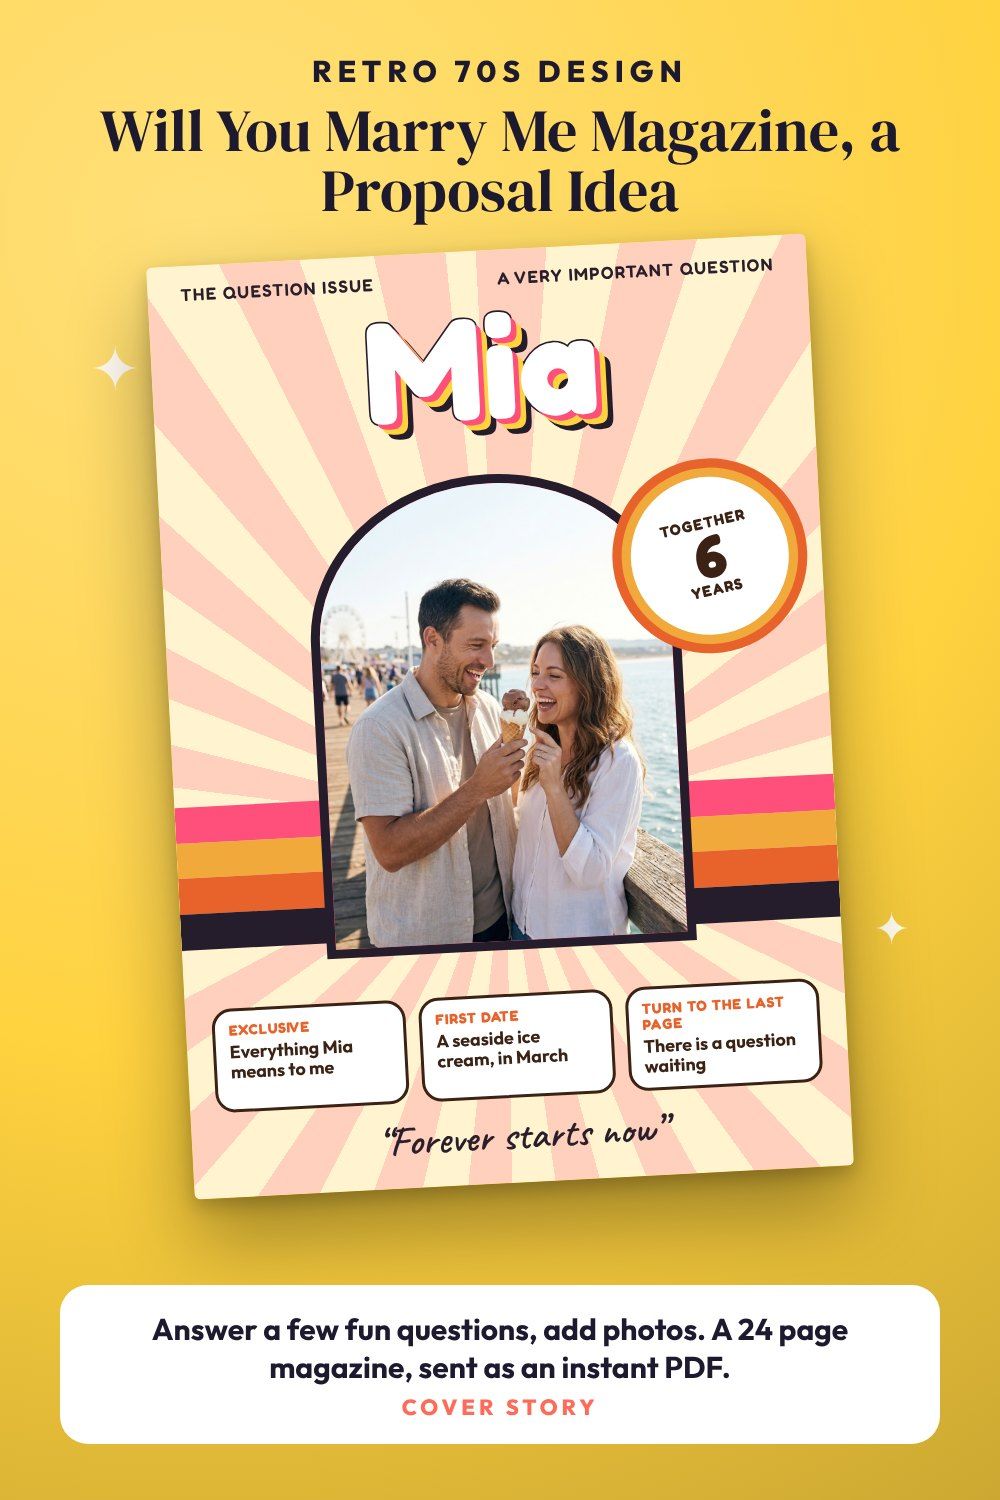 RETRO 70S DESIGN
Will You Marry Me Magazine, a
Proposal Idea
THE QUESTION ISSUE
A VERY IMPORTANT QUESTION
Mia
TOGETHER
6
YEARS
EXCLUSIVE
Everything Mia
means to me
FIRST DATE
A seaside ice
cream, in March
TURN TO THE LAST
PAGE
There is a question
waiting
“Forever starts now”
Answer a few fun questions, add photos. A 24 page
magazine, sent as an instant PDF.
COVER STORY